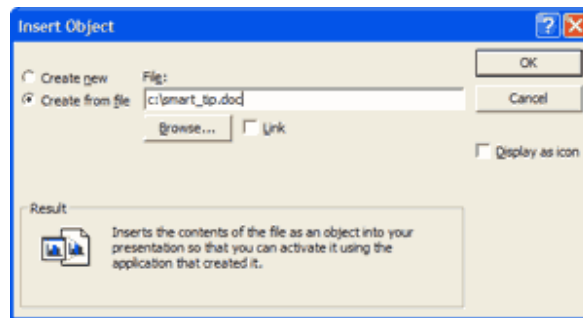 Insert Object
Create new
File:
OK
Create from file
c:\smart_tip.doc
Cancel
Browse...
Link
Display as icon
Result
Inserts the contents of the file as an object into your
presentation so that you can activate it using the
application that created it.